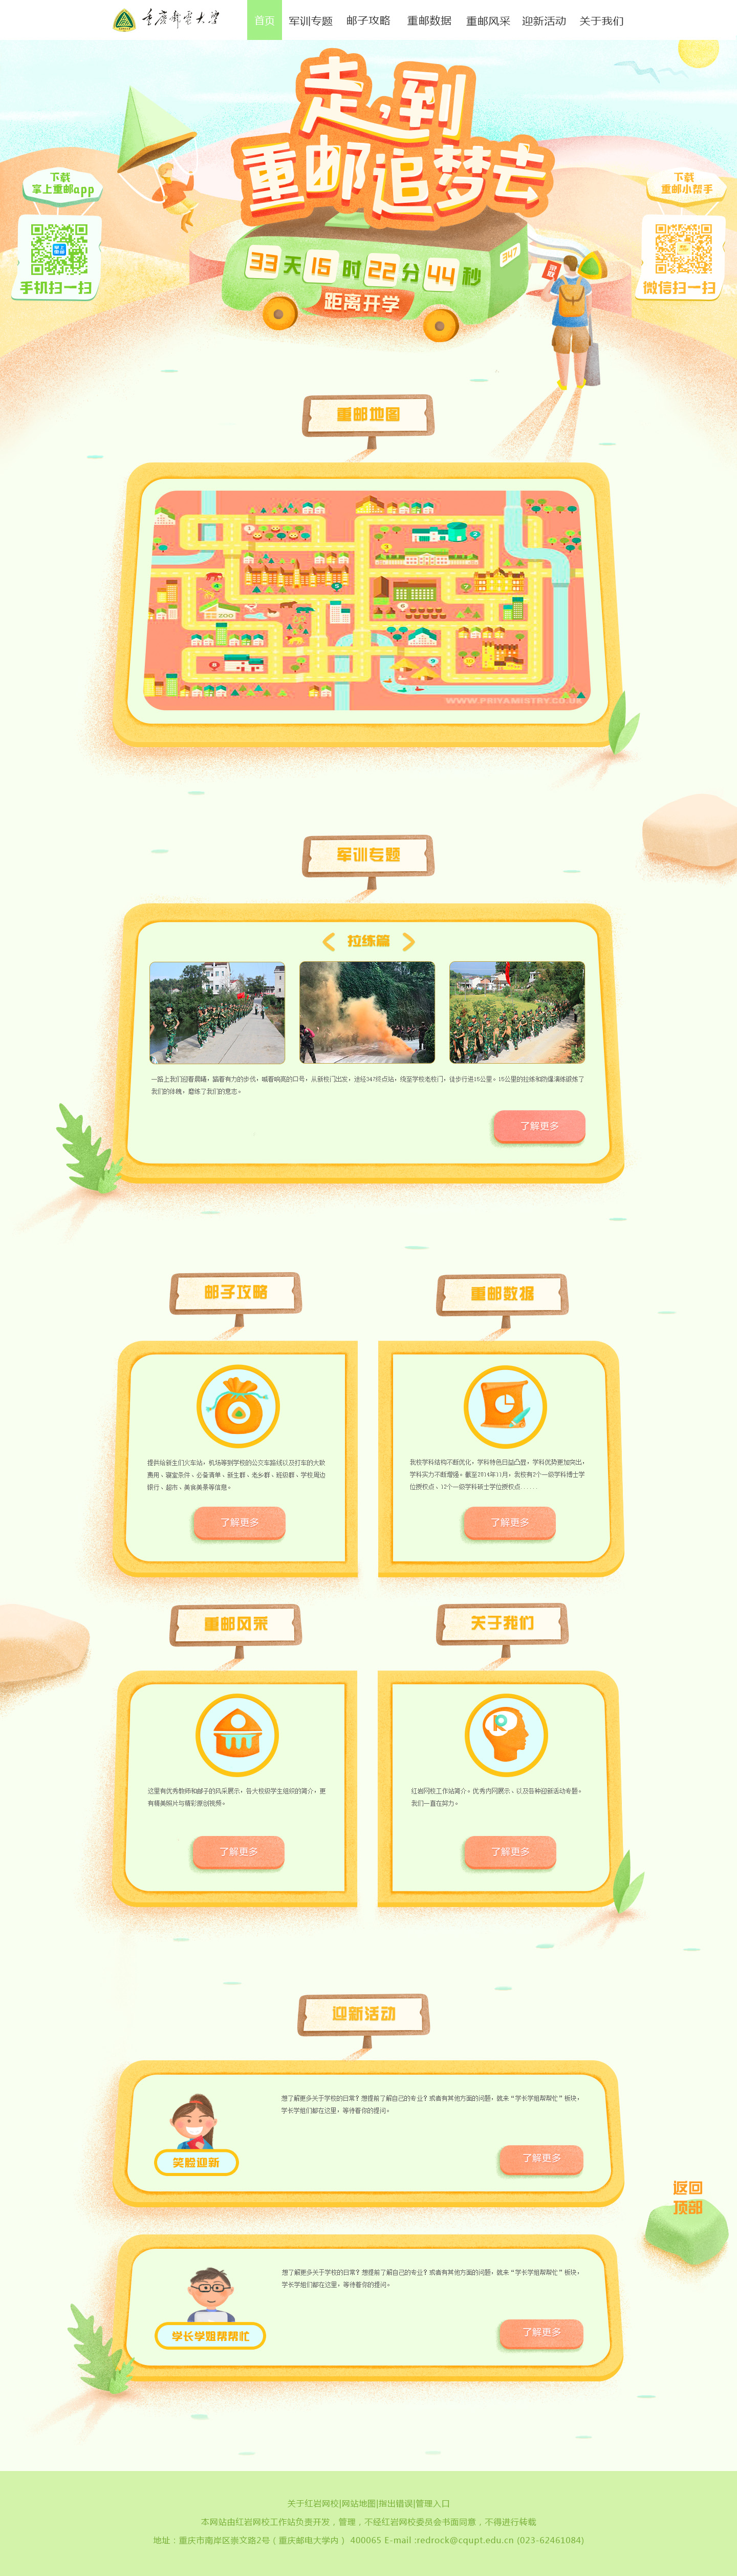 重庆邮电大学
首页 军训专题 邮子攻略 重邮数据 重邮风采 迎新活动 关于我们
走,到
重邮追梦去
下载
掌上重邮app
手机扫一扫
下载
重邮小帮手
微信扫一扫
33天15时22分44秒
347
距离开学
重邮地图
ZOO
WWW.PRIYAMISTRY.CO.UK
军训专题
拉练篇
一路上我们迎着晨曦，踏着有力的步伐，喊着响亮的口号，从新校门出发，途经347终点站，绕至学校老校门，徒步行进15公里。15公里的拉练和防爆演练锻炼了
我们的体魄，磨练了我们的意志。
了解更多
邮子攻略
提供给新生们火车站，机场等到学校的公交车路线以及打车的大致
费用、寝室条件、必备清单、新生群、老乡群、班级群、学校周边
银行、超市、美食美景等信息。
了解更多
重邮数据
我校学科结构不断优化，学科特色日益凸显，学科优势更加突出，
学科实力不断增强。截至2014年11月，我校有2个一级学科博士学
位授权点、12个一级学科硕士学位授权点......
了解更多
重邮风采
这里有优秀教师和邮子的风采展示，各大校级学生组织的简介，更
有精美照片与精彩原创视频。
了解更多
关于我们
红岩网校工作站简介。优秀内网展示、以及各种迎新活动专题。
我们一直在努力。
了解更多
迎新活动
笑脸迎新
想了解更多关于学校的日常？想提前了解自己的专业？或者有其他方面的问题，就来“学长学姐帮帮忙”板块，
学长学姐们都在这里，等待着你的提问。
了解更多
返回
顶部
学长学姐帮帮忙
想了解更多关于学校的日常？想提前了解自己的专业？或者有其他方面的问题，就来“学长学姐帮帮忙”板块，
学长学姐们都在这里，等待着你的提问。
了解更多
关于红岩网校|网站地图|指出错误|管理入口
本网站由红岩网校工作站负责开发，管理，不经红岩网校委员会书面同意，不得进行转载
地址：重庆市南岸区崇文路2号（重庆邮电大学内） 400065 E-mail :redrock@cqupt.edu.cn (023-62461084)